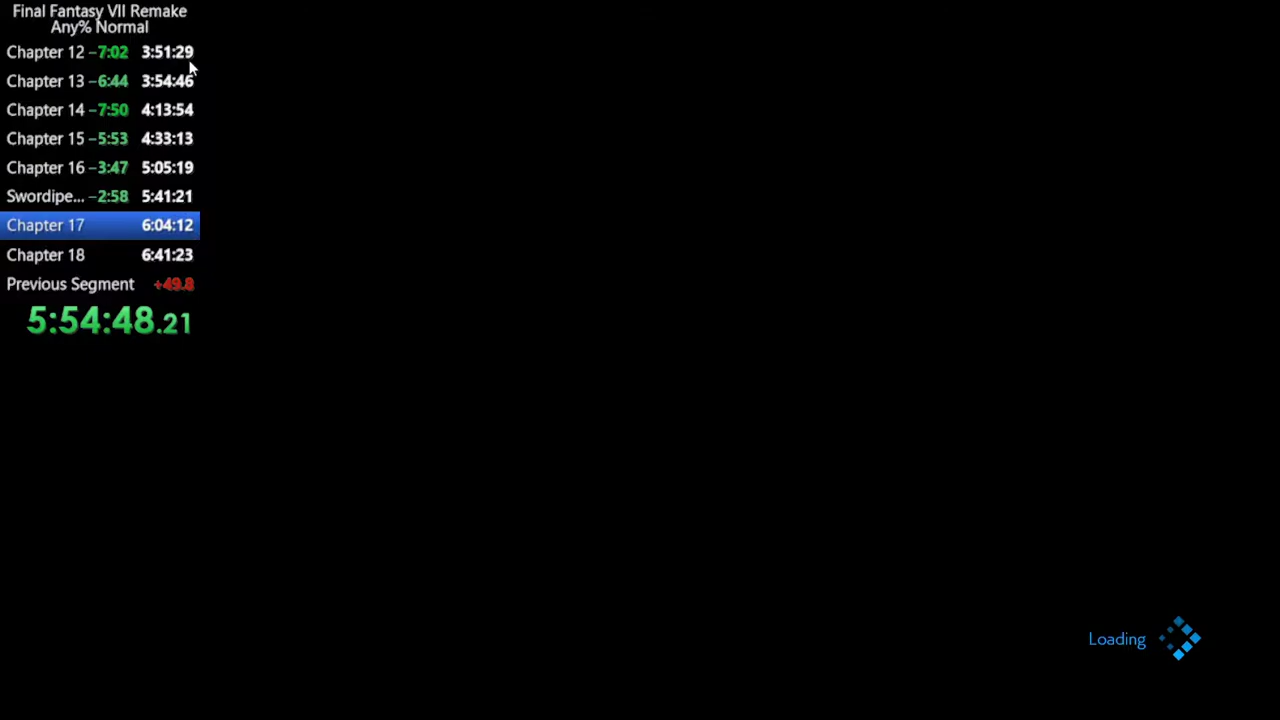 Final Fantasy VII Remake
Any% Normal
Chapter 12 −7:02 3:51:29
Chapter 13 −6:44 3:54:46
Chapter 14 −7:50 4:13:54
Chapter 15 −5:53 4:33:13
Chapter 16 −3:47 5:05:19
Swordipe... −2:58 5:41:21
Chapter 17 6:04:12
Chapter 18 6:41:23
Previous Segment +49.8
5:54:48.21
Loading